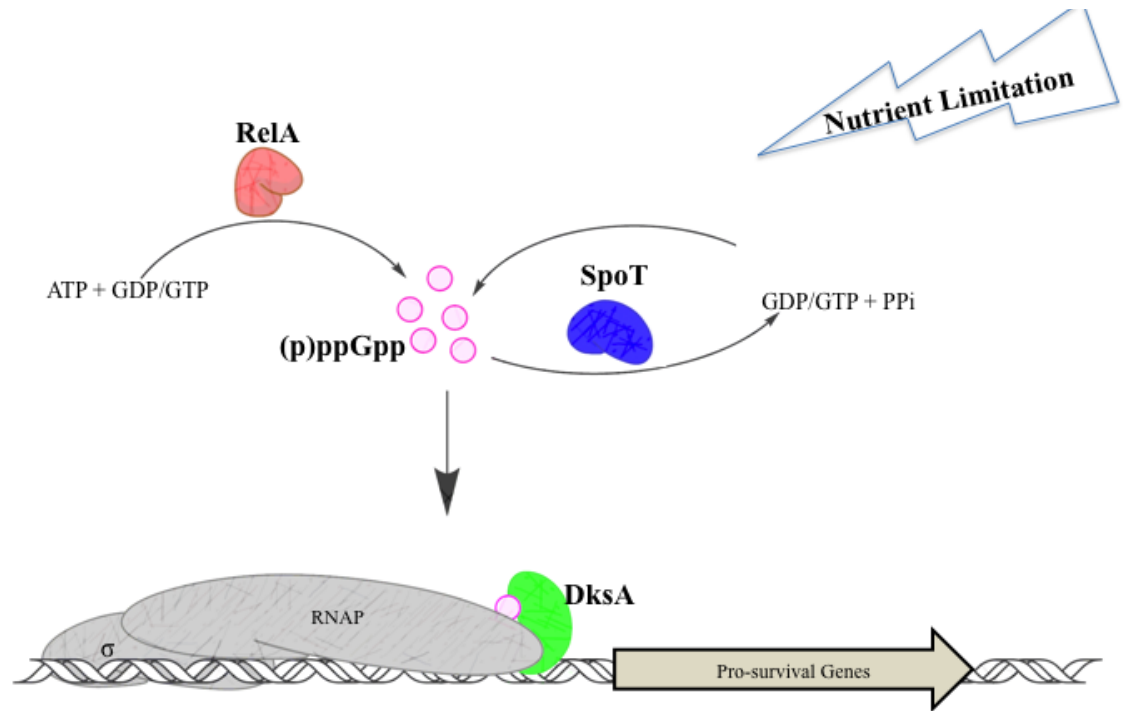 Nutrient Limitation
RelA
ATP + GDP/GTP
SpoT
GDP/GTP + PPi
(p)ppGpp
DksA
RNAP
σ
Pro-survival Genes